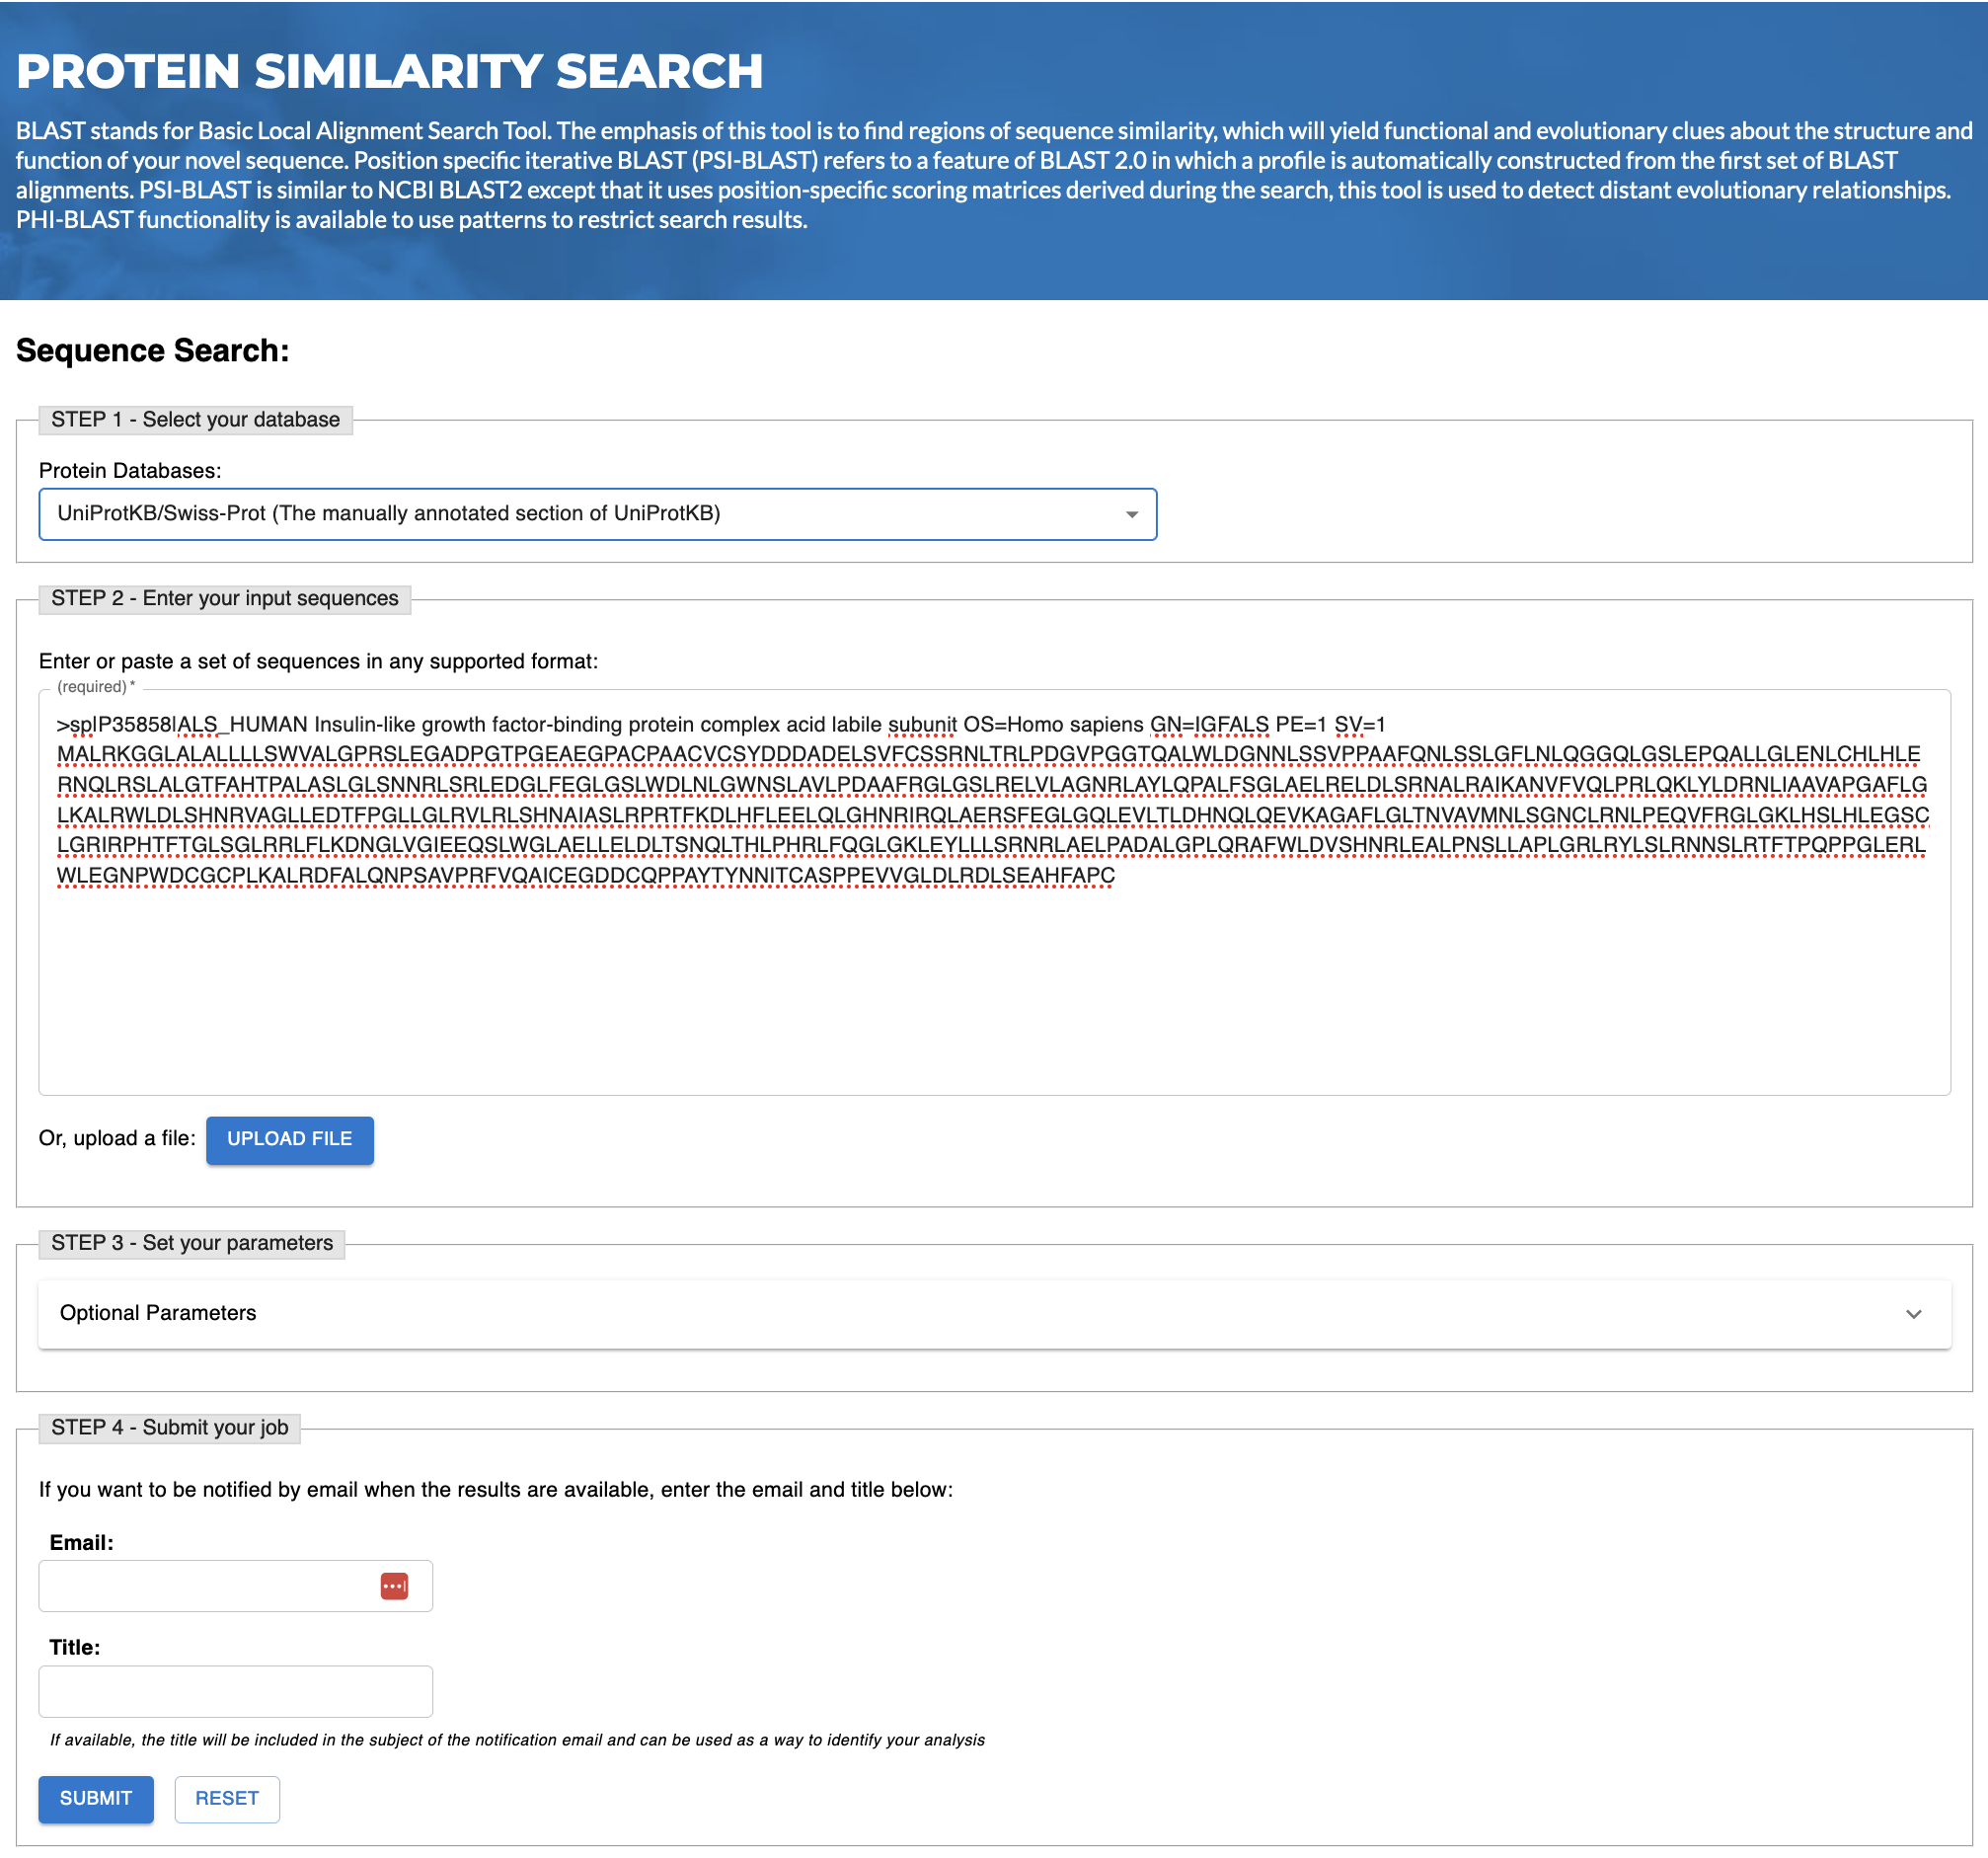 PROTEIN SIMILARITY SEARCH
BLAST stands for Basic Local Alignment Search Tool. The emphasis of this tool is to find regions of sequence similarity, which will yield functional and evolutionary clues about the structure and
function of your novel sequence. Position specific iterative BLAST (PSI-BLAST) refers to a feature of BLAST 2.0 in which a profile is automatically constructed from the first set of BLAST
alignments. PSI-BLAST is similar to NCBI BLAST2 except that it uses position-specific scoring matrices derived during the search, this tool is used to detect distant evolutionary relationships.
PHI-BLAST functionality is available to use patterns to restrict search results.
Sequence Search:
STEP 1 - Select your database
Protein Databases:
UniProtKB/Swiss-Prot (The manually annotated section of UniProtKB)
STEP 2 - Enter your input sequences
Enter or paste a set of sequences in any supported format:
(required) *
>sp|P35858|ALS_HUMAN Insulin-like growth factor-binding protein complex acid labile subunit OS=Homo sapiens GN=IGFALS PE=1 SV=1
MALRKGGLALALLLLSWVALGPRSLEGADPGTPGEAEGPACPAACVCSYDDDADELSVFCSSRNLTRLPDGVPGGTQALWLDGNNLSSVPPAAFQNLSSLGFLNLQGGQLGSLEPQALLGLENLCHLHLE
RNQLRSLALGTFAHTPALASLGLSNNRLSRLEDGLFEGLGSLWDLNLGWNSLAVLPDAAFRGLGSLRELVLAGNRLAYLQPALFSGLAELRELDLSRNALRAIKANVFVQLPRLQKLYLDRNLIAAVAPGAFLG
LKALRWLDLSHNRVAGLLEDTFPGLLGLRVLRLSHNAIASLRPRTFKDLHFLEELQLGHNRIRQLAERSFEGLGQLEVLTLDHNQLQEVKAGAFLGLTNVAVMNLSGNCLRNLPEQVFRGLGKLHSLHLEGSC
LGRIRPHTFTGLSGLRRLFLKDNGLVGIEEQSLWGLAELLELDLTSNQLTHLPHRLFQGLGKLEYLLLSRNRLAELPADALGPLQRAFWLDVSHNRLEALPNSLLAPLGRLRYLSLRNNSLRTFTPQPPGLERL
WLEGNPWDCGCPLKALRDFALQNPSAVPRFVQAICEGDDCQPPAYTYNNITCASPPEVVGLDLRDLSEAHFAPC
Or, upload a file: UPLOAD FILE
STEP 3 - Set your parameters
Optional Parameters
STEP 4 - Submit your job
If you want to be notified by email when the results are available, enter the email and title below:
Email:
Title:
If available, the title will be included in the subject of the notification email and can be used as a way to identify your analysis
SUBMIT RESET